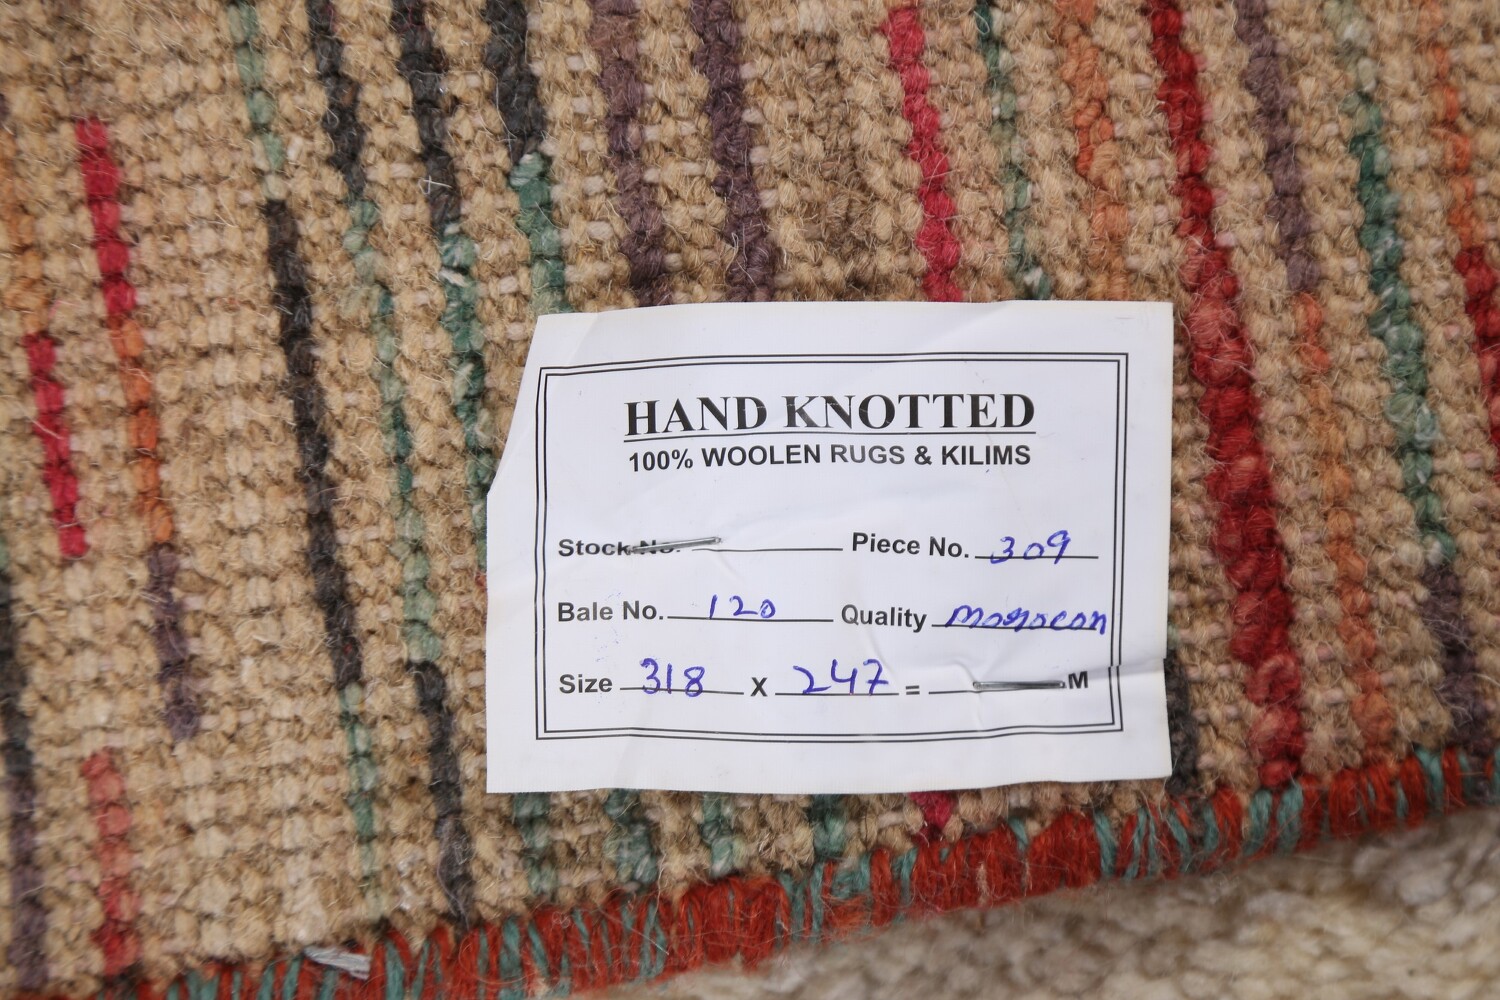 HAND KNOTTED
100% WOOLEN RUGS & KILIMS
Stock No. Piece No. 309
Bale No. 120 Quality Morocon
Size 318 X 247 = M